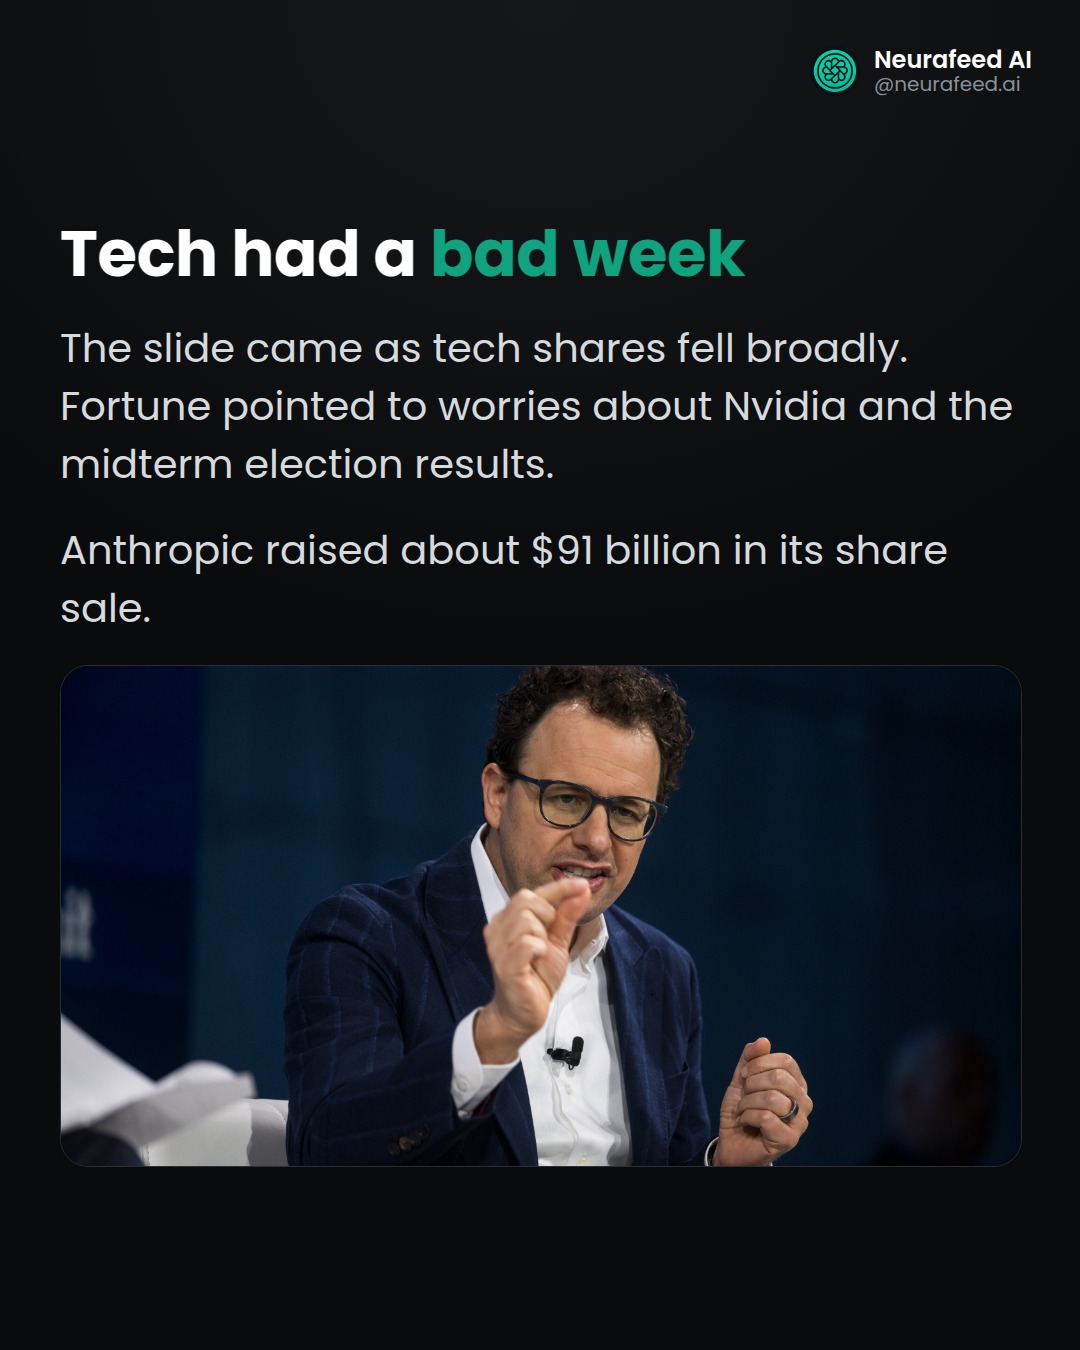 Neurafeed AI
@neurafeed.ai
Tech had a bad week
The slide came as tech shares fell broadly.
Fortune pointed to worries about Nvidia and the
midterm election results.
Anthropic raised about $91 billion in its share
sale.